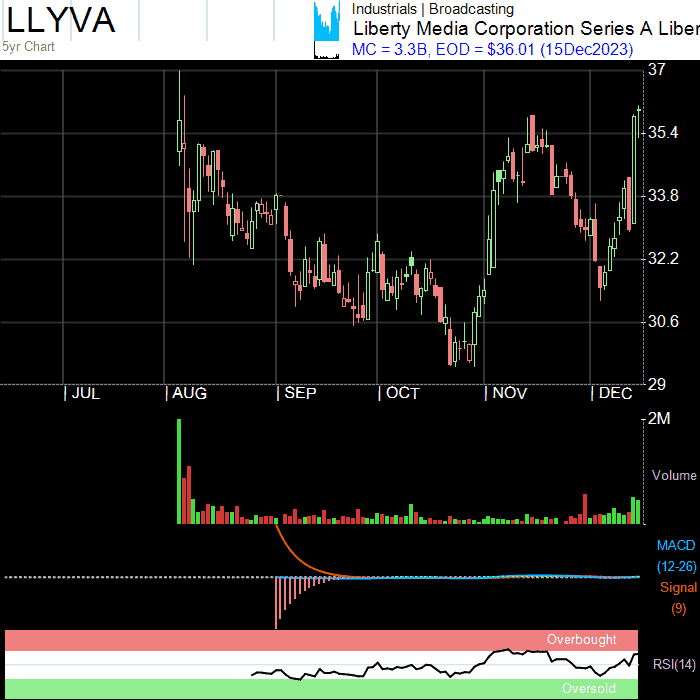 LLYVA
5yr Chart
Industrials | Broadcasting
Liberty Media Corporation Series A Liber
MC = 3.3B, EOD = $36.01 (15Dec2023)
37
35.4
33.8
32.2
30.6
29
| JUL | AUG | SEP | OCT | NOV | DEC
2M
Volume
MACD
(12-26)
Signal
(9)
Overbought
RSI(14)
Oversold